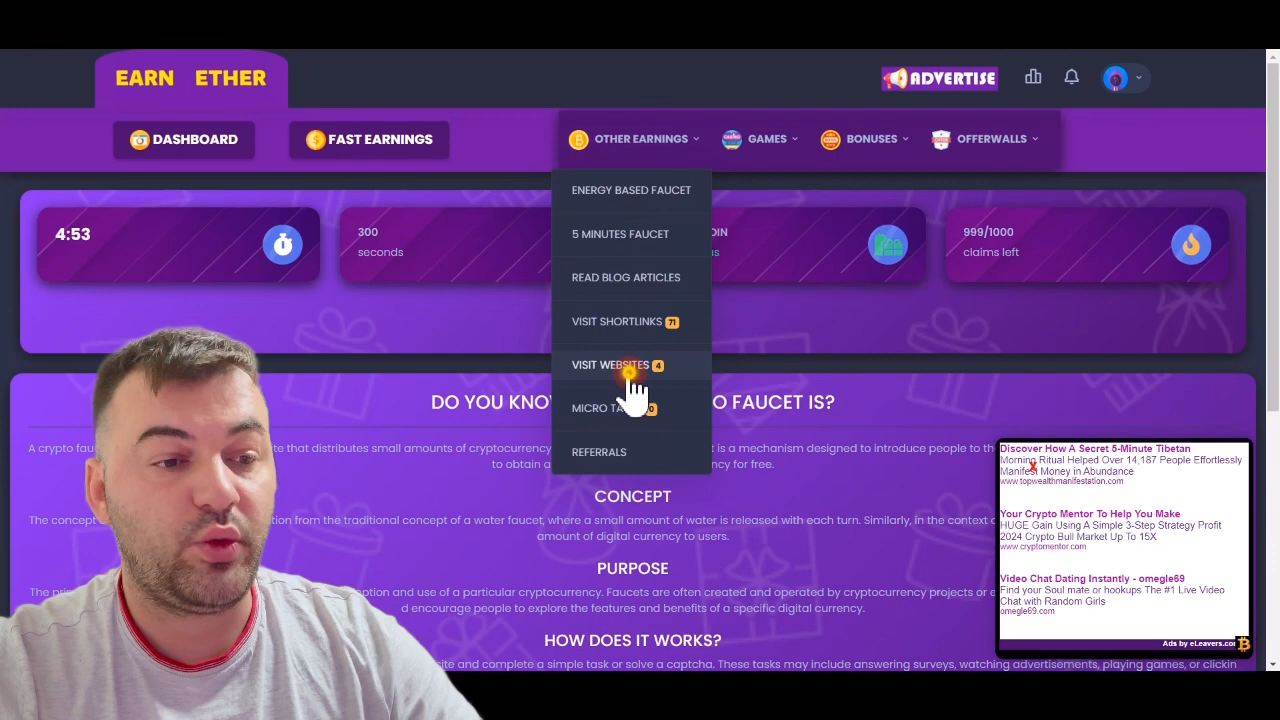 EARN ETHER
ADVERTISE
DASHBOARD
FAST EARNINGS
OTHER EARNINGS
GAMES
BONUSES
OFFERWALLS
ENERGY BASED FAUCET
5 MINUTES FAUCET
READ BLOG ARTICLES
VISIT SHORTLINKS 71
VISIT WEBSITES 4
MICRO
REFERRALS
4:53
300
seconds
999/1000
claims left
DO YOU O FAUCET IS?
A crypto te that distributes small amounts of cryptocurrency is a mechanism designed to introduce people to
to obtain for free.
CONCEPT
The concept from the traditional concept of a water faucet, where a small amount of water is released with each turn. Similarly, in the context
amount of digital currency to users.
PURPOSE
The and use of a particular cryptocurrency. Faucets are often created and operated by cryptocurrency projects or
d encourage people to explore the features and benefits of a specific digital currency.
HOW DOES IT WORKS?
and complete a simple task or solve a captcha. These tasks may include answering surveys, watching advertisements, playing games, or clickin
Discover How A Secret 5-Minute Tibetan
Morning Ritual Helped Over 14,187 People Effortlessly
Manifest Money in Abundance
www.topwealthmanifestation.com
Your Crypto Mentor To Help You Make
HUGE Gain Using A Simple 3-Step Strategy Profit
2024 Crypto Bull Market Up To 15X
www.cryptomentor.com
Video Chat Dating Instantly - omegle69
Find your Soul mate or hookups The #1 Live Video
Chat with Random Girls
omegle69.com
Ads by eLeavers.com